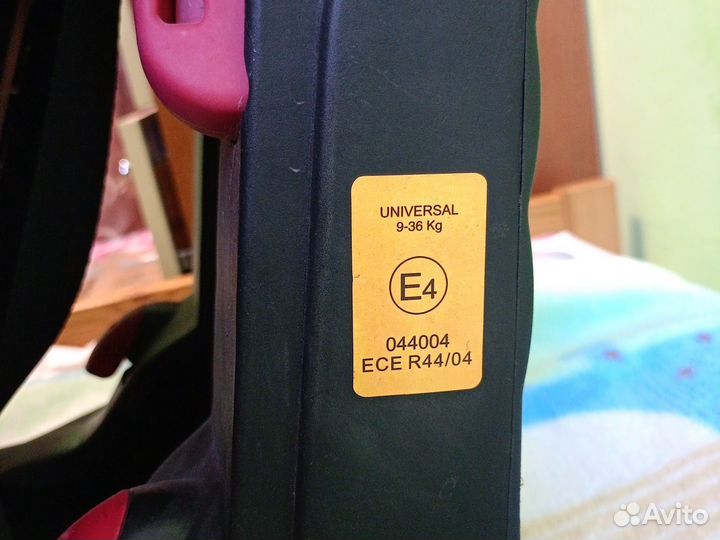 UNIVERSAL
9-36 Kg
E4
044004
ECE R44/04
Avito